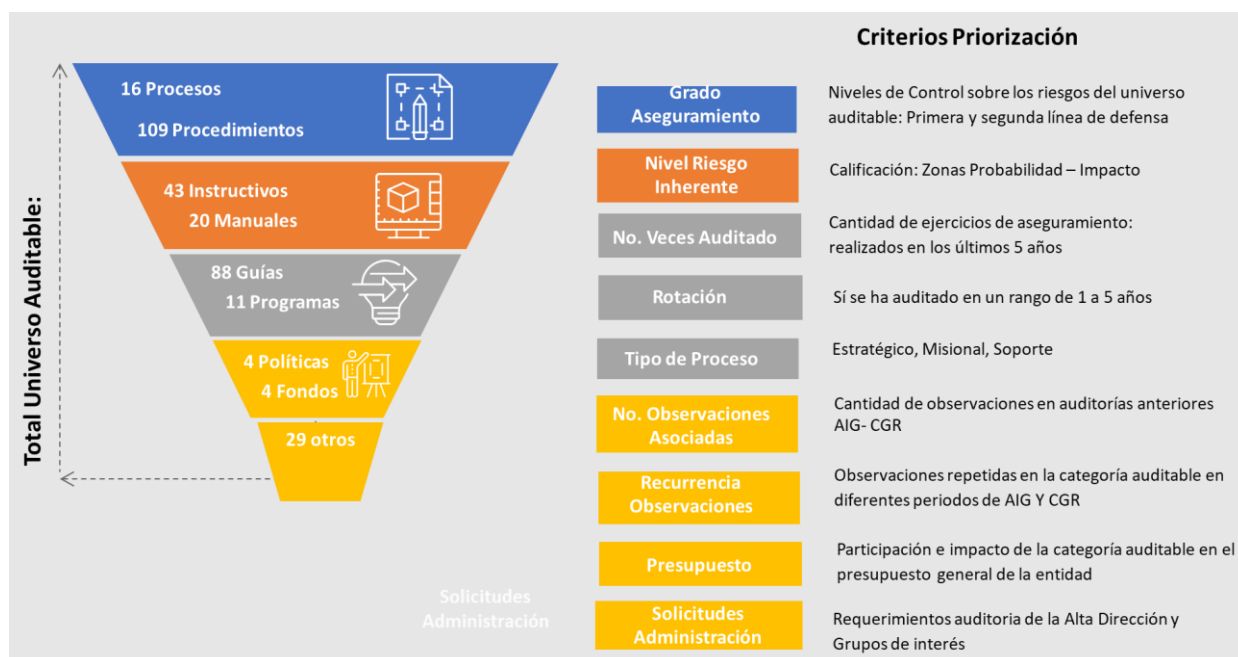 Criterios Priorización
Total Universo Auditable:
16 Procesos
109 Procedimientos
43 Instructivos
20 Manuales
88 Guías
11 Programas
4 Políticas
4 Fondos
29 otros
Grado
Aseguramiento
Niveles de Control sobre los riesgos del universo
auditable: Primera y segunda línea de defensa
Nivel Riesgo
Inherente
Calificación: Zonas Probabilidad – Impacto
No. Veces Auditado
Cantidad de ejercicios de aseguramiento:
realizados en los últimos 5 años
Rotación
Sí se ha auditado en un rango de 1 a 5 años
Tipo de Proceso
Estratégico, Misional, Soporte
No. Observaciones
Asociadas
Cantidad de observaciones en auditorías anteriores
AIG- CGR
Recurrencia
Observaciones
Observaciones repetidas en la categoría auditable en
diferentes periodos de AIG Y CGR
Presupuesto
Participación e impacto de la categoría auditable en el
presupuesto general de la entidad
Solicitudes
Administración
Solicitudes
Administración
Requerimientos auditoria de la Alta Dirección y
Grupos de interés